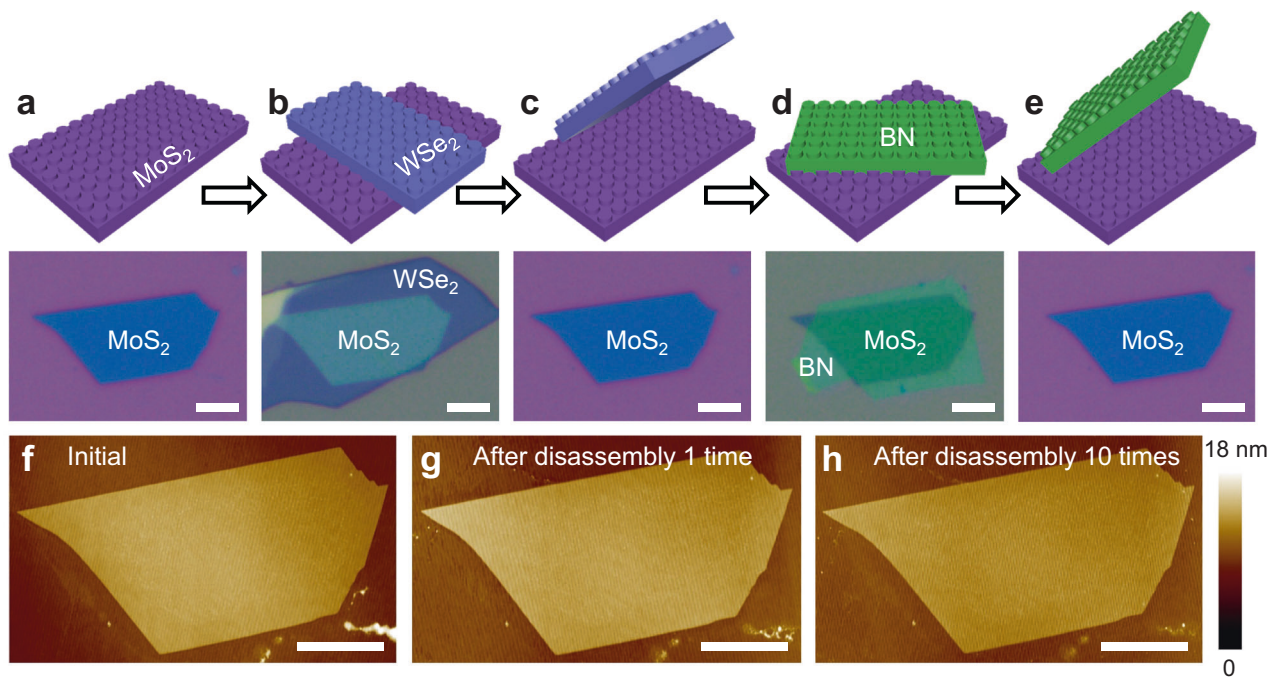 a
MoS₂
b
WSe₂
c
d
BN
e
MoS₂
WSe₂
MoS₂
MoS₂
MoS₂
BN
MoS₂
f Initial
g After disassembly 1 time
h After disassembly 10 times
18 nm
0